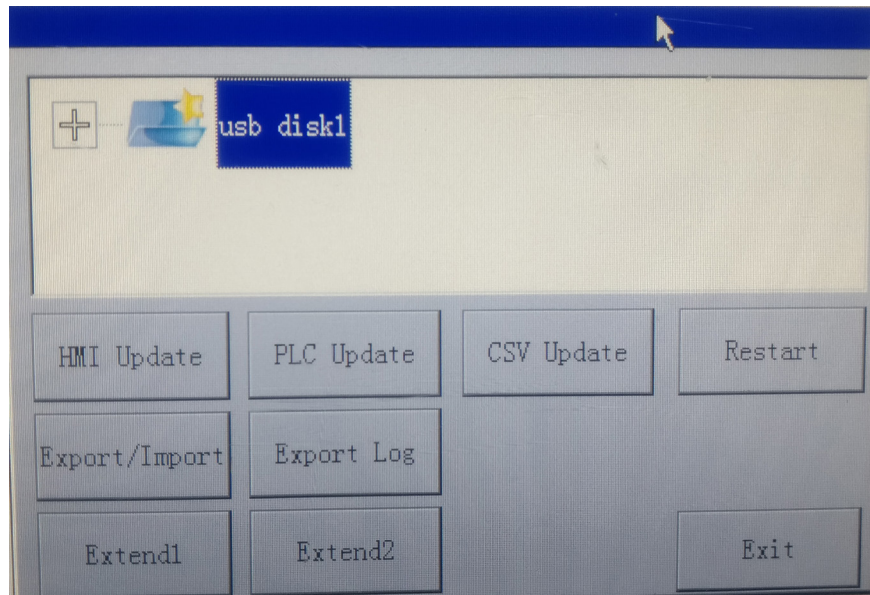 usb disk1
HMI Update PLC Update CSV Update Restart
Export/Import Export Log
Extend1 Extend2 Exit